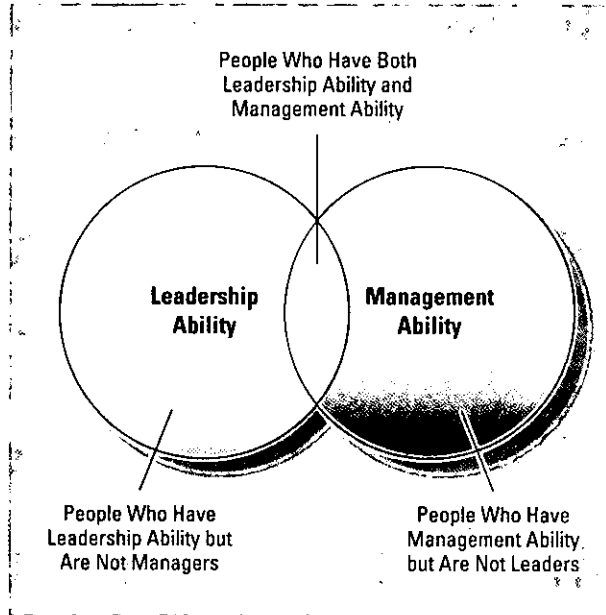 People Who Have Both
Leadership Ability and
Management Ability
Leadership
Ability
Management
Ability
People Who Have
Leadership Ability but
Are Not Managers
People Who Have
Management Ability
but Are Not Leaders